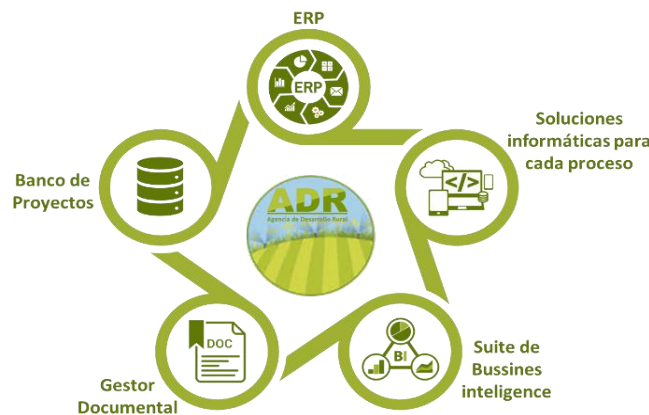 ERP
ERP
Soluciones
informáticas para
cada proceso
</>
Banco de
Proyectos
ADR
Agencia de Desarrollo Rural
DOC
BI
Gestor
Documental
Suite de
Bussines
inteligence